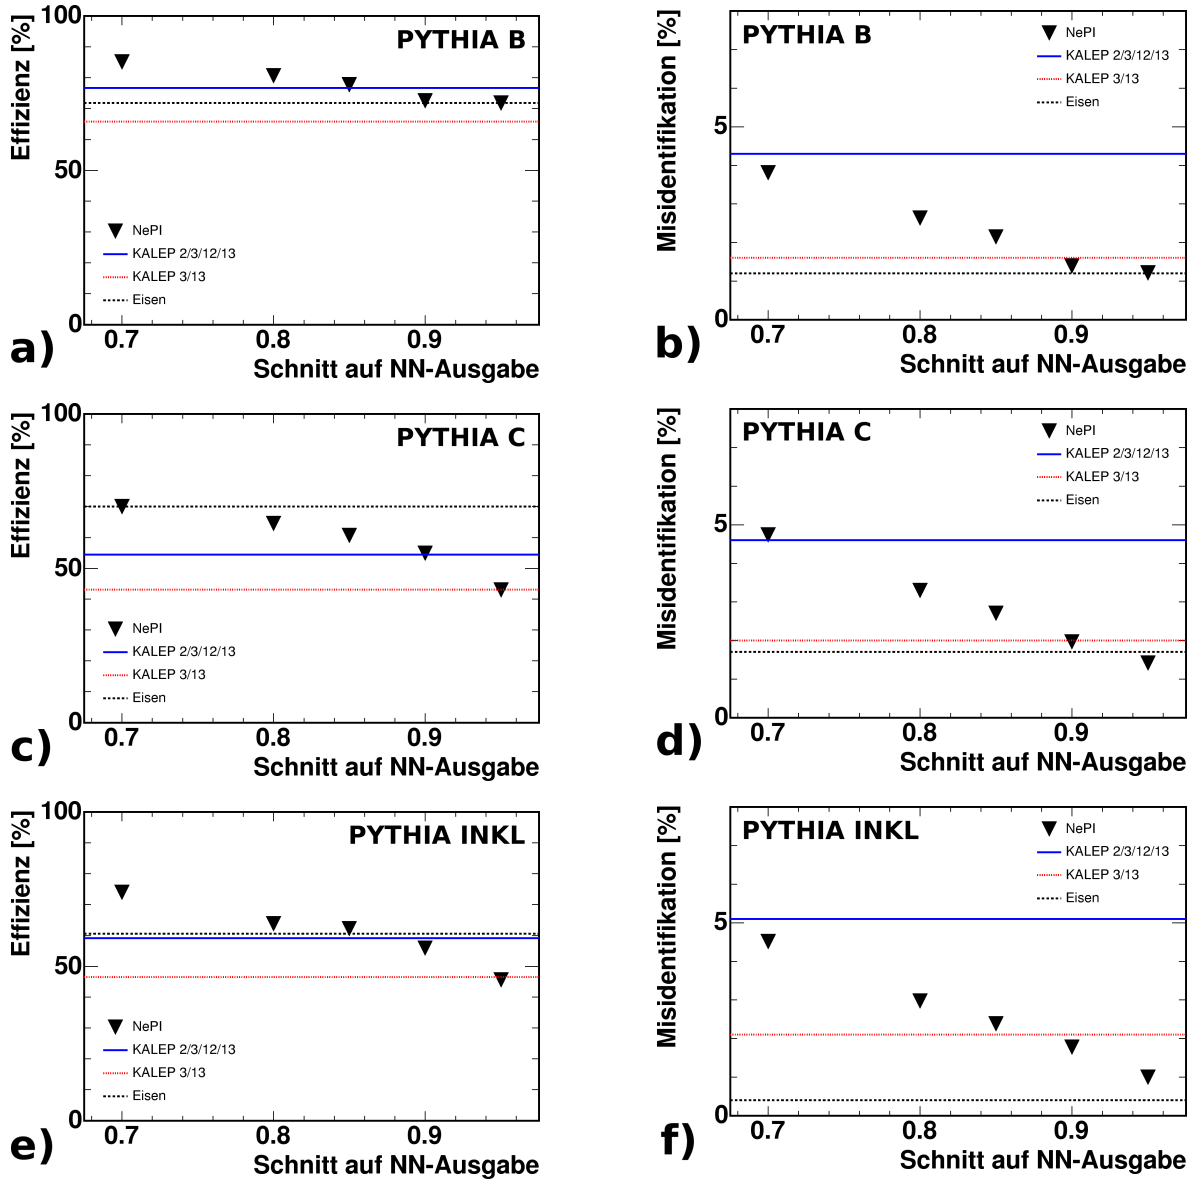 Effizienz [%]
100
50
0
PYTHIA B
NePI
KALEP 2/3/12/13
KALEP 3/13
Eisen
0.7 0.8 0.9
Schnitt auf NN-Ausgabe
a)
Misidentifikation [%]
5
0
PYTHIA B
NePI
KALEP 2/3/12/13
KALEP 3/13
Eisen
0.7 0.8 0.9
Schnitt auf NN-Ausgabe
b)
Effizienz [%]
100
50
0
PYTHIA C
NePI
KALEP 2/3/12/13
KALEP 3/13
Eisen
0.7 0.8 0.9
Schnitt auf NN-Ausgabe
c)
Misidentifikation [%]
5
0
PYTHIA C
NePI
KALEP 2/3/12/13
KALEP 3/13
Eisen
0.7 0.8 0.9
Schnitt auf NN-Ausgabe
d)
Effizienz [%]
100
50
0
PYTHIA INKL
NePI
KALEP 2/3/12/13
KALEP 3/13
Eisen
0.7 0.8 0.9
Schnitt auf NN-Ausgabe
e)
Misidentifikation [%]
5
0
PYTHIA INKL
NePI
KALEP 2/3/12/13
KALEP 3/13
Eisen
0.7 0.8 0.9
Schnitt auf NN-Ausgabe
f)